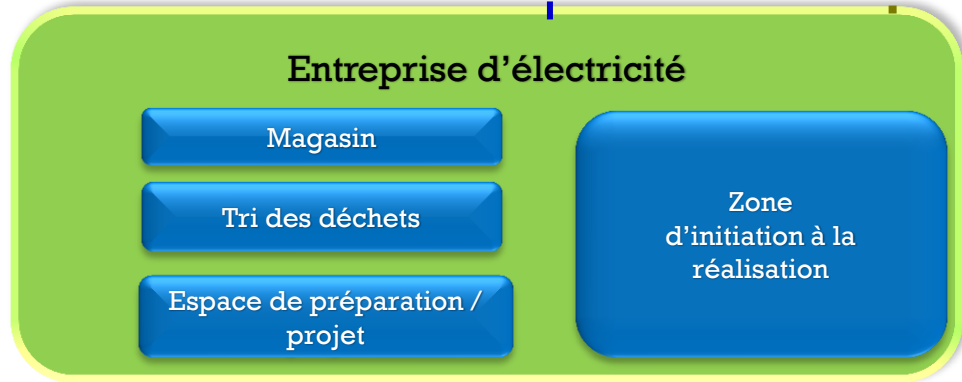 Entreprise d’électricité
Magasin
Tri des déchets
Espace de préparation /
projet
Zone
d’initiation à la
réalisation